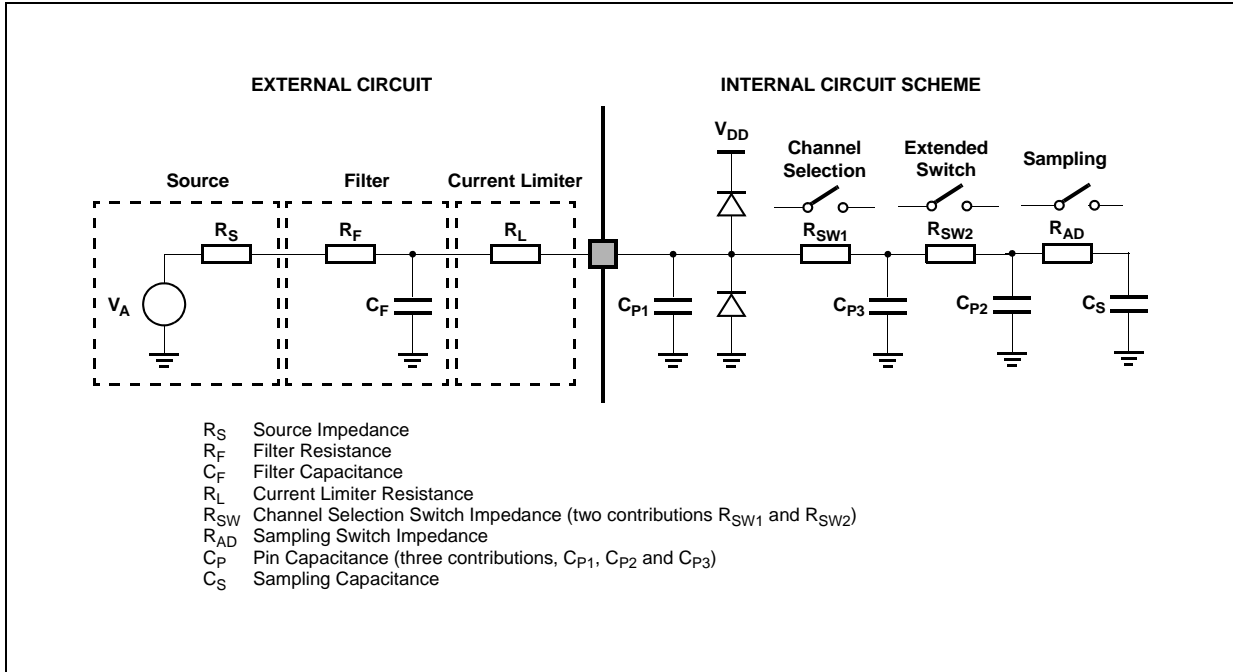 EXTERNAL CIRCUIT
INTERNAL CIRCUIT SCHEME
Source
Filter
Current Limiter
VDD
Channel
Selection
Extended
Switch
Sampling
RS
RF
RL
RSW1
RSW2
RAD
VA
CF
CP1
CP3
CP2
CS
RS Source Impedance
RF Filter Resistance
CF Filter Capacitance
RL Current Limiter Resistance
RSW Channel Selection Switch Impedance (two contributions RSW1 and RSW2)
RAD Sampling Switch Impedance
CP Pin Capacitance (three contributions, CP1, CP2 and CP3)
CS Sampling Capacitance